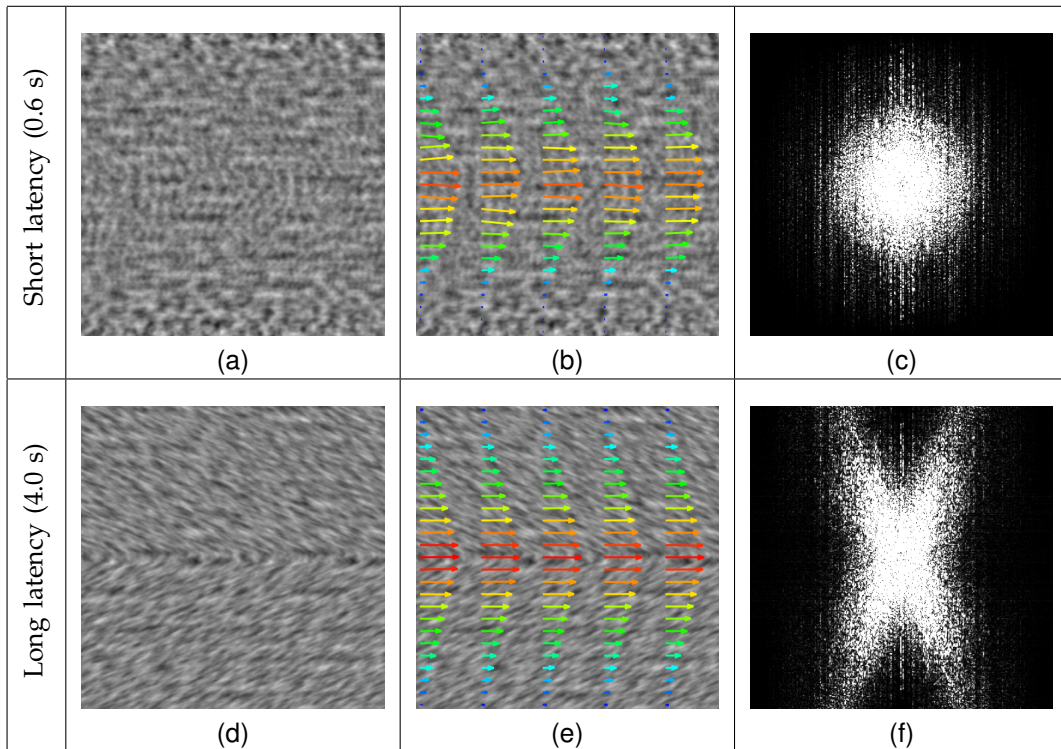 Short latency (0.6 s)
(a)
(b)
(c)
Long latency (4.0 s)
(d)
(e)
(f)